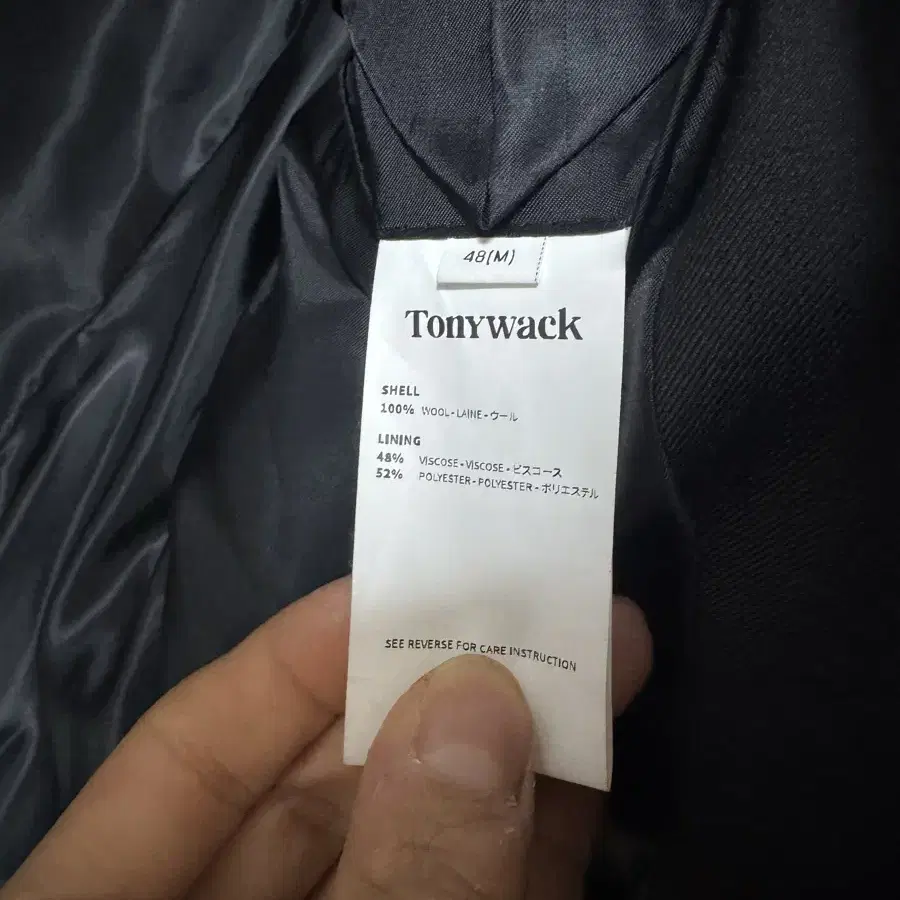 48(M)
Tonywack
SHELL
100% WOOL-LAINE-ウール
LINING
48% VISCOSE-VISCOSE-ビスコース
52% POLYESTER-POLYESTER-ポリエステル
SEE REVERSE FOR CARE INSTRUCTION